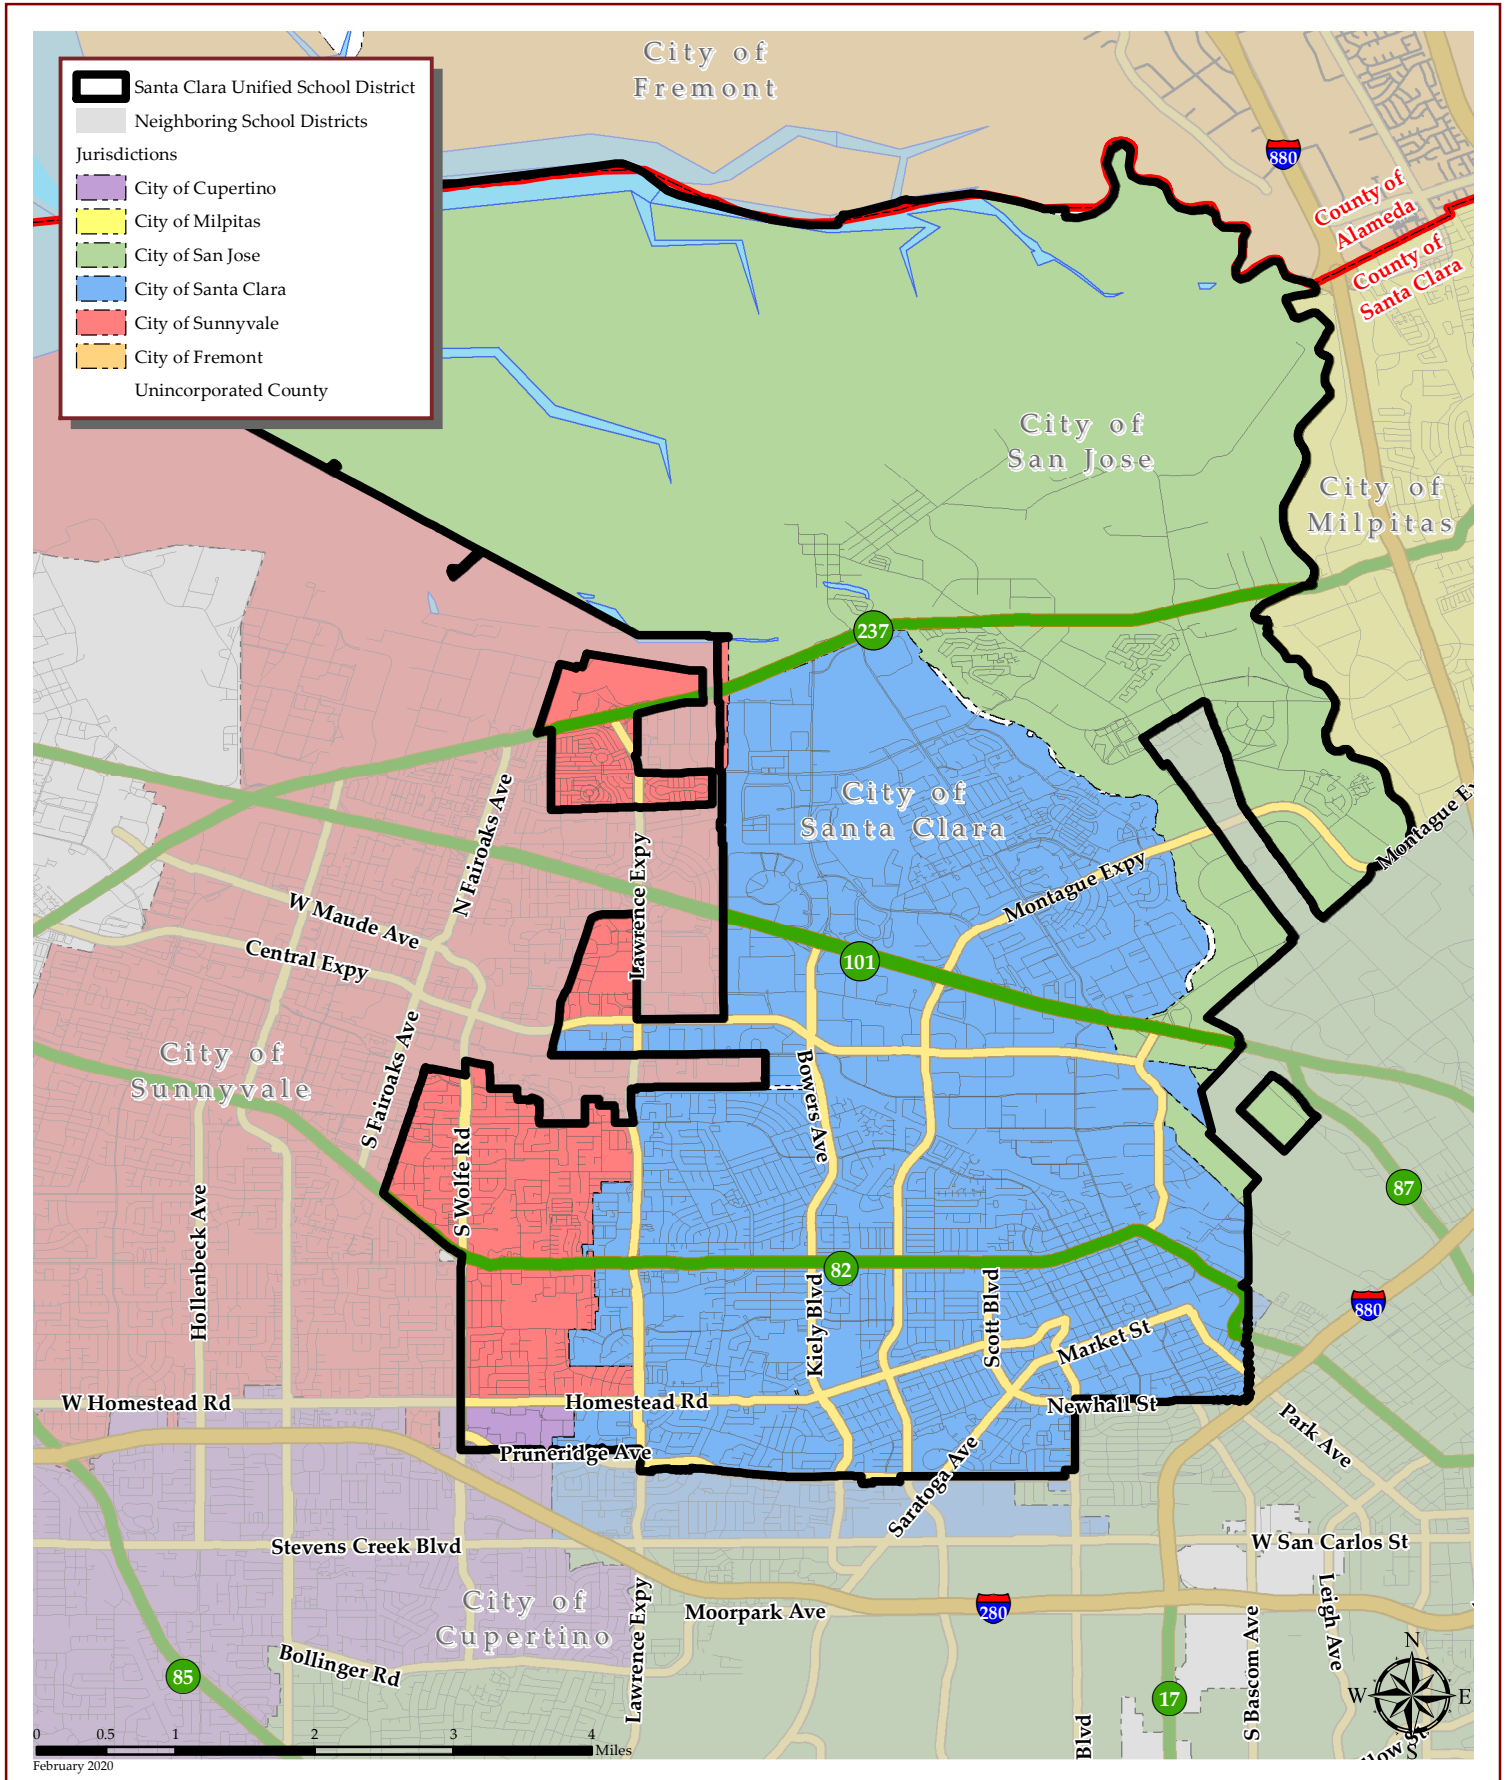 City of
Fremont
Santa Clara Unified School District
Neighboring School Districts
Jurisdictions
City of Cupertino
City of Milpitas
City of San Jose
City of Santa Clara
City of Sunnyvale
City of Fremont
Unincorporated County
880
County of
Alameda
County of
Santa Clara
City of
San Jose
City of
Milpitas
237
City of
Santa Clara
Montague Ex
Montague Expy
N Fairoaks Ave
Lawrence Expy
W Maude Ave
Central Expy
101
City of
Sunnyvale
S Fairoaks Ave
Bowers Ave
S Wolfe Rd
Hollenbeck Ave
87
82
Kiely Blvd
Scott Blvd
880
Market St
W Homestead Rd
Homestead Rd
Newhall St
Park Ave
Pruneridge Ave
Saratoga Ave
Stevens Creek Blvd
W San Carlos St
City of
Cupertino
Lawrence Expy
Moorpark Ave
280
Leigh Ave
S Bascom Ave
Bollinger Rd
85
17
Blvd
N
W
E
S
llow St
0
0.5
1
2
3
4
Miles
February 2020